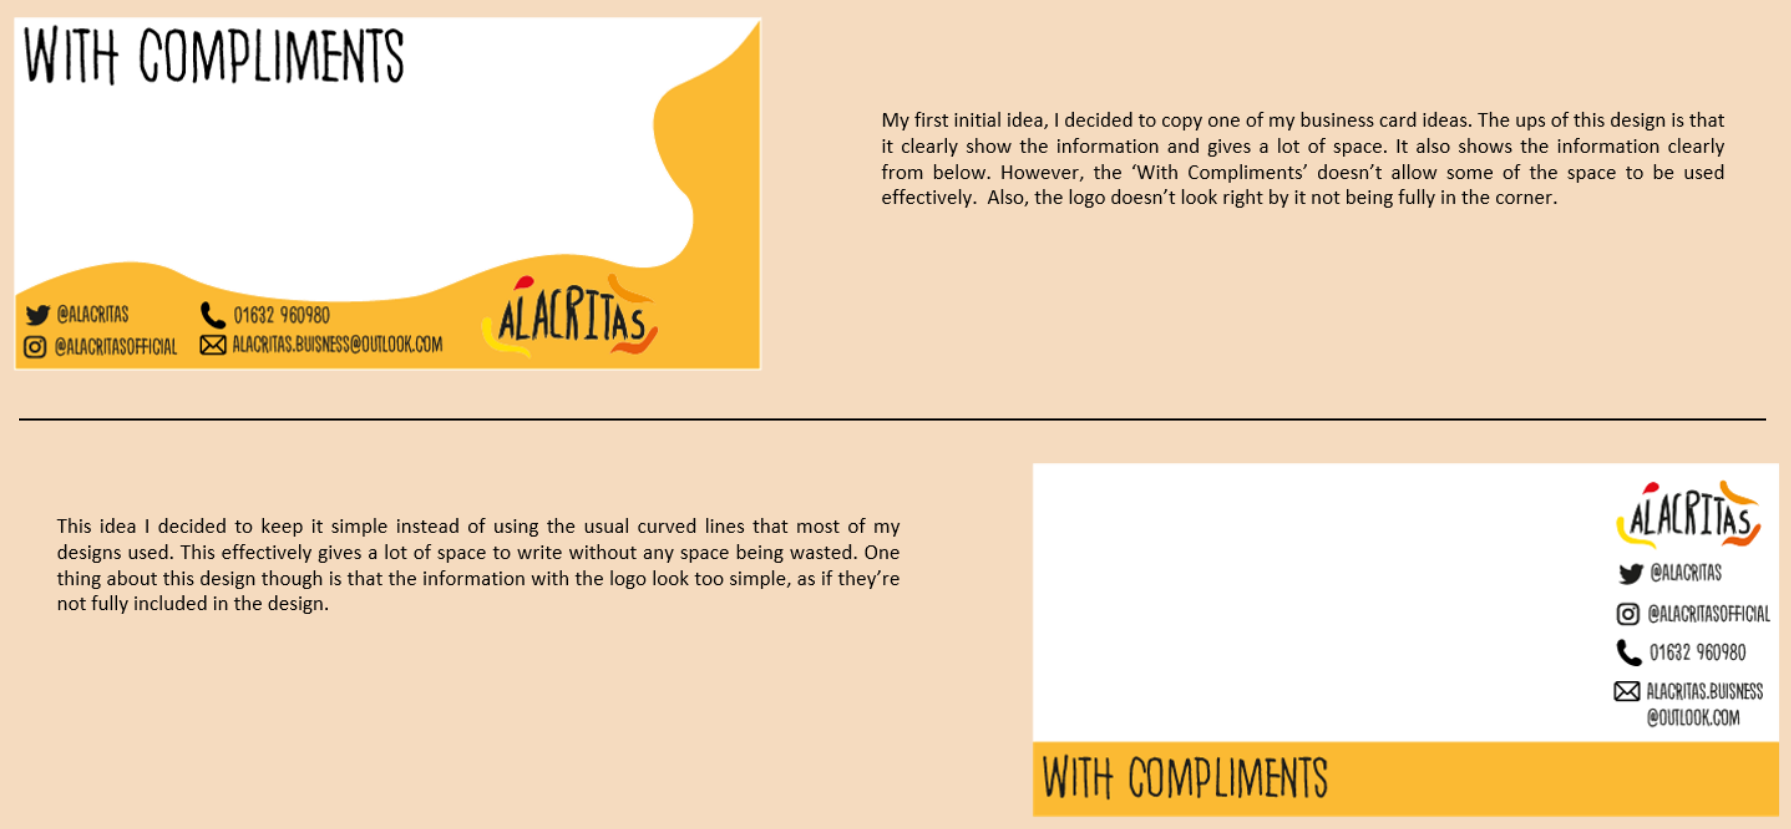 WITH COMPLIMENTS
@ALACRITAS
01632 960980
@ALACRITASOFFICIAL
ALACRITAS.BUISNESS@OUTLOOK.COM
ALACRITAS
My first initial idea, I decided to copy one of my business card ideas. The ups of this design is that
it clearly show the information and gives a lot of space. It also shows the information clearly
from below. However, the ‘With Compliments’ doesn’t allow some of the space to be used
effectively.  Also, the logo doesn’t look right by it not being fully in the corner.
This idea I decided to keep it simple instead of using the usual curved lines that most of my
designs used. This effectively gives a lot of space to write without any space being wasted. One
thing about this design though is that the information with the logo look too simple, as if they’re
not fully included in the design.
ALACRITAS
@ALACRITAS
@ALACRITASOFFICIAL
01632 960980
ALACRITAS.BUISNESS
@OUTLOOK.COM
WITH COMPLIMENTS